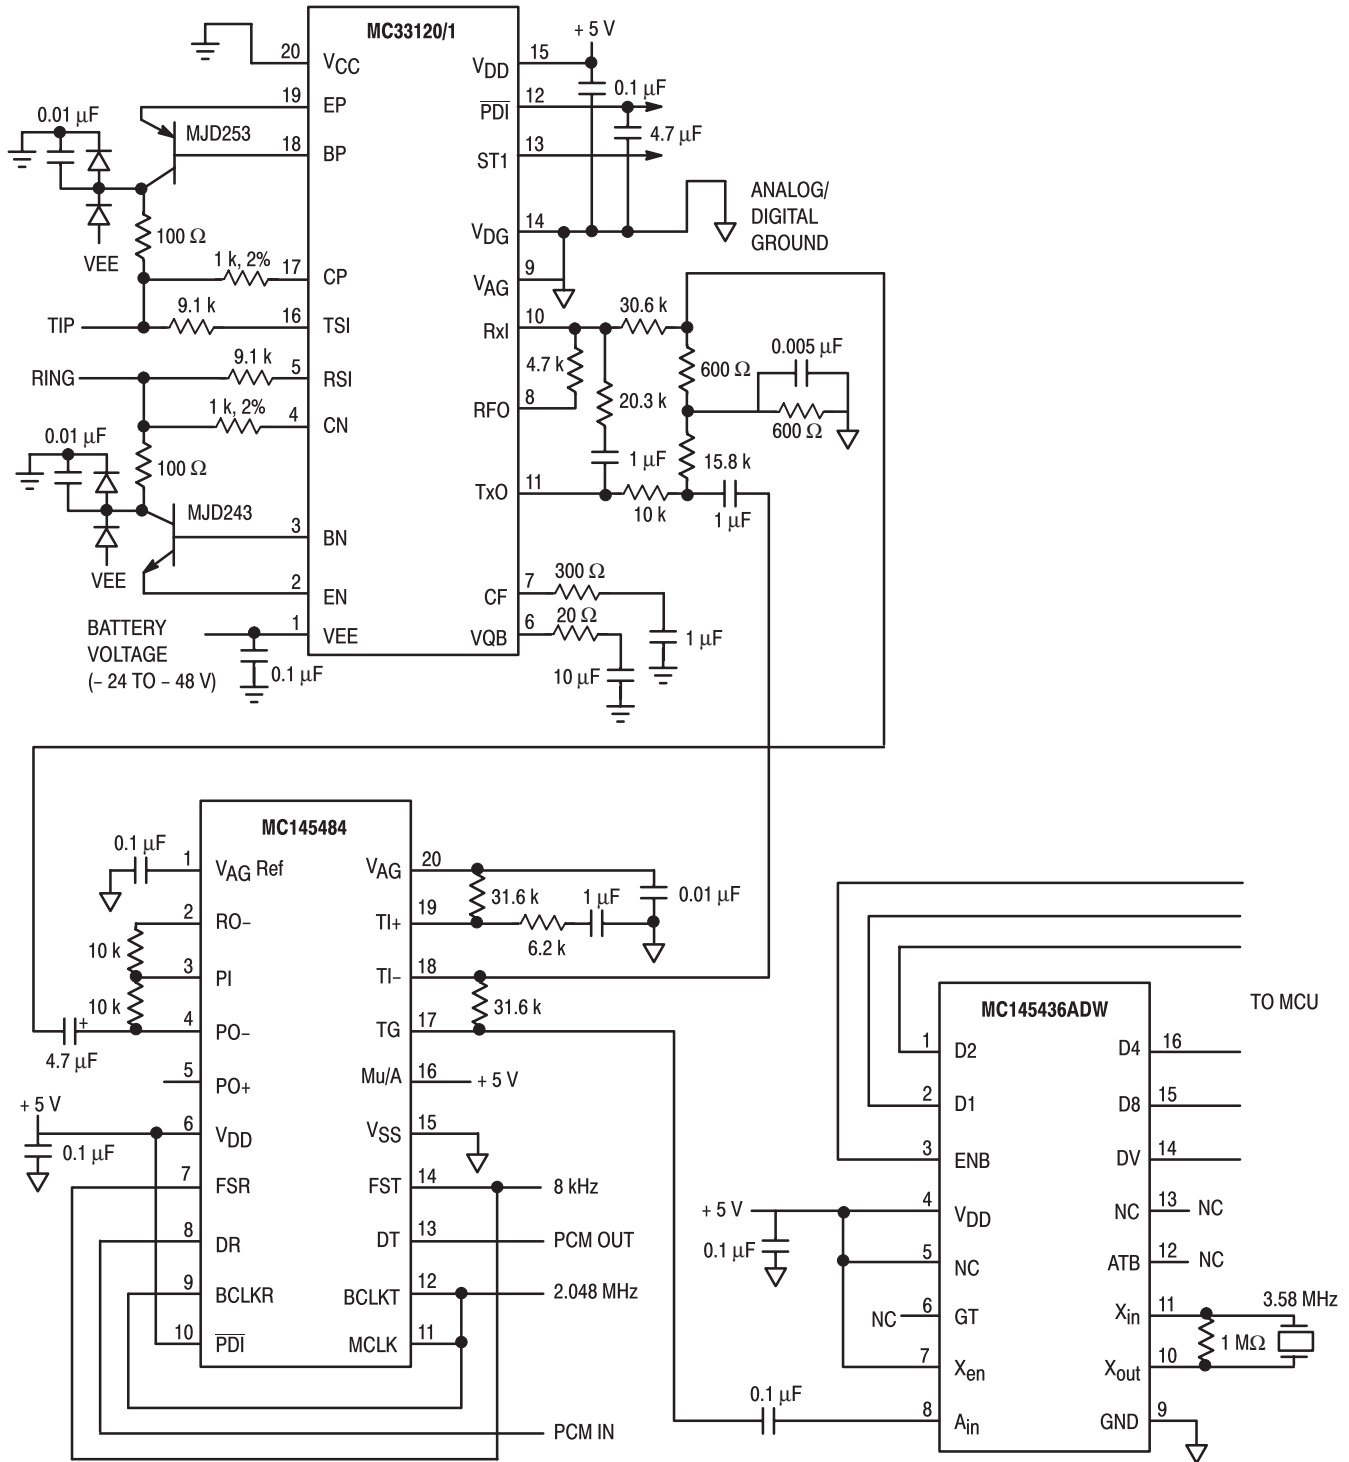 MC33120/1
20
VCC
19
EP
18
BP
17
CP
16
TSI
5
RSI
4
CN
3
BN
2
EN
1
VEE
15
VDD
12
PDI
13
ST1
14
VDG
9
VAG
10
RxI
8
RFO
11
TxO
7
CF
6
VQB
0.01 µF
MJD253
VEE
100 Ω
1 k, 2%
9.1 k
TIP
RING
9.1 k
1 k, 2%
0.01 µF
100 Ω
MJD243
VEE
BATTERY
VOLTAGE
(– 24 TO – 48 V)
0.1 µF
+ 5 V
0.1 µF
4.7 µF
ANALOG/
DIGITAL
GROUND
30.6 k
4.7 k
20.3 k
1 µF
10 k
600 Ω
0.005 µF
600 Ω
15.8 k
1 µF
300 Ω
20 Ω
1 µF
10 µF
MC145484
1
VAG Ref
2
RO–
3
PI
4
PO–
5
PO+
6
VDD
7
FSR
8
DR
9
BCLKR
10
PDI
20
VAG
19
TI+
18
TI–
17
TG
16
Mu/A
15
VSS
14
FST
13
DT
12
BCLKT
11
MCLK
0.1 µF
10 k
10 k
+
4.7 µF
+ 5 V
0.1 µF
31.6 k
1 µF
0.01 µF
6.2 k
31.6 k
+ 5 V
8 kHz
PCM OUT
2.048 MHz
PCM IN
MC145436ADW
TO MCU
1
D2
2
D1
3
ENB
4
VDD
5
NC
6
GT
7
Xen
8
Ain
16
D4
15
D8
14
DV
13
NC
12
ATB
11
Xin
10
Xout
9
GND
+ 5 V
0.1 µF
NC
0.1 µF
NC
NC
3.58 MHz
1 MΩ